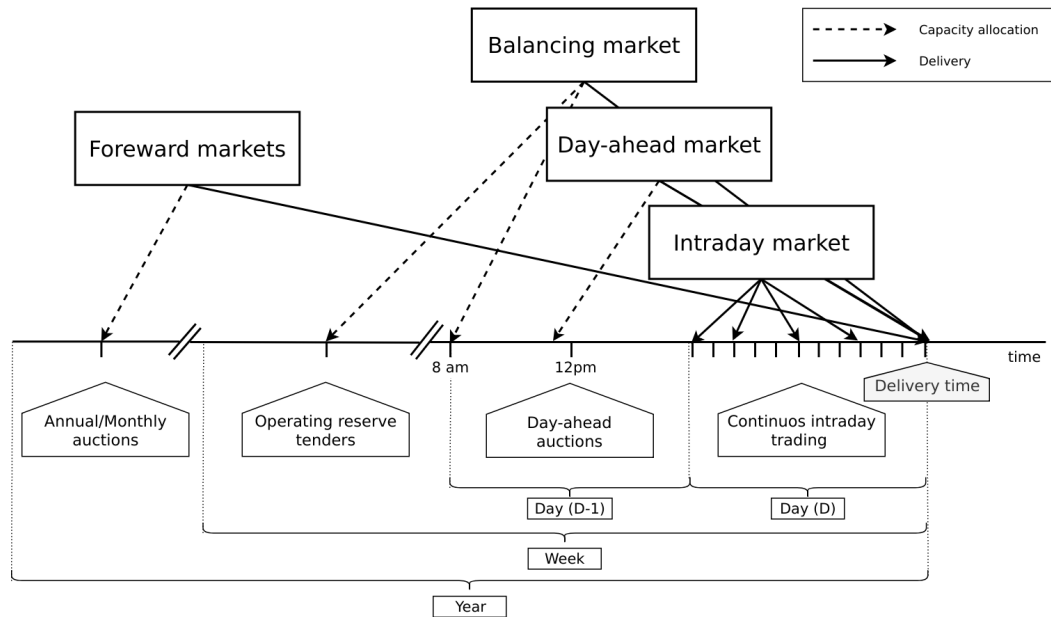 Balancing market
Capacity allocation
Delivery
Foreward markets
Day-ahead market
Intraday market
8 am
12pm
time
Delivery time
Annual/Monthly
auctions
Operating reserve
tenders
Day-ahead
auctions
Continuos intraday
trading
Day (D-1)
Day (D)
Week
Year